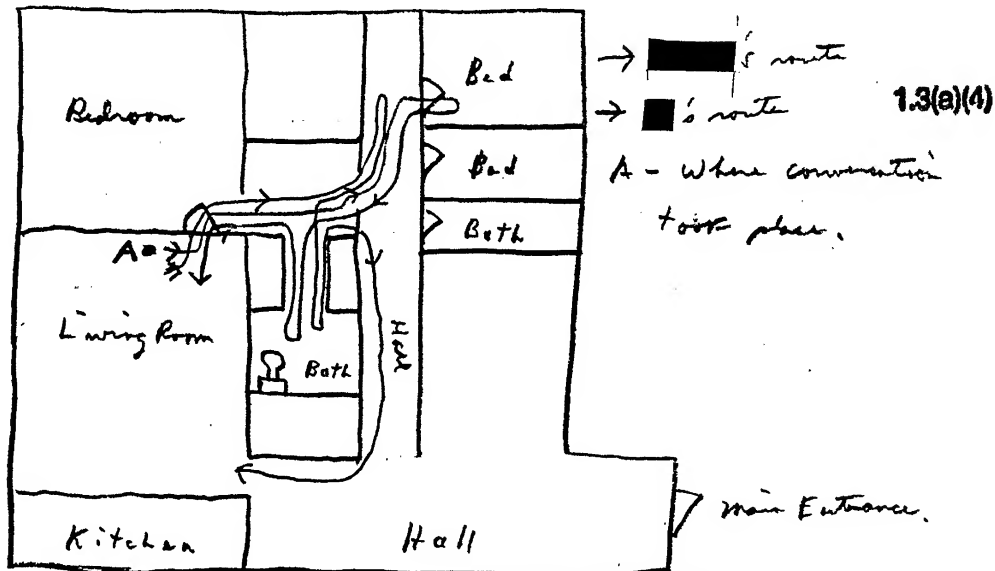 Bed
→ 's route
→ 's route
1.3(a)(4)
Bedroom
Bed
A - Where conversation
took place.
Bath
A
Living Room
Hall
Bath
Main Entrance.
Kitchen
Hall